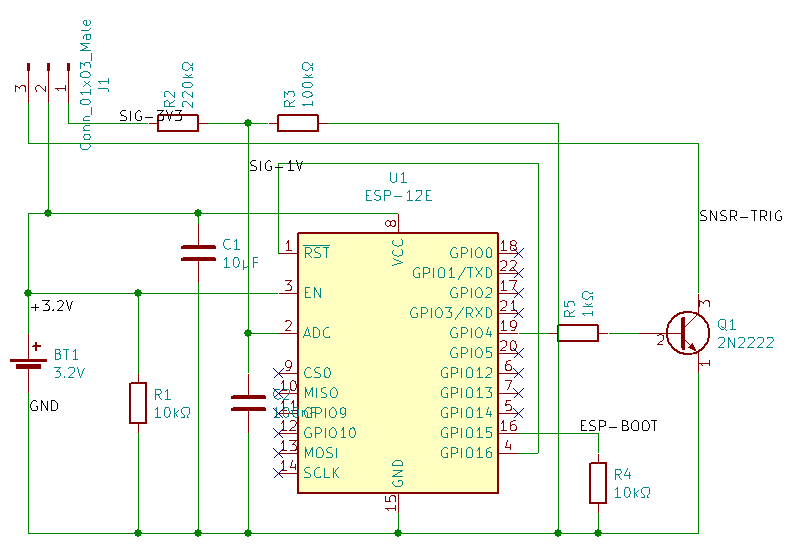 Conn_01x03_Male
J1
3
2
1
SIG-3V3
R2
220kΩ
R3
100kΩ
SIG-1V
U1
ESP-12E
SNSR-TRIG
8
VCC
C1
10µF
1
RST
3
EN
2
ADC
9
CS0
10
MISO
11
GPIO9
12
GPIO10
13
MOSI
14
SCLK
GPIO0
18
GPIO1/TXD
22
GPIO2
17
GPIO3/RXD
21
GPIO4
19
GPIO5
20
GPIO12
6
GPIO13
7
GPIO14
5
GPIO15
16
GPIO16
4
GND
15
R5
1kΩ
3
2
1
Q1
2N2222
+3.2V
+
BT1
3.2V
GND
R1
10kΩ
C2
100nF
ESP-BOOT
R4
10kΩ